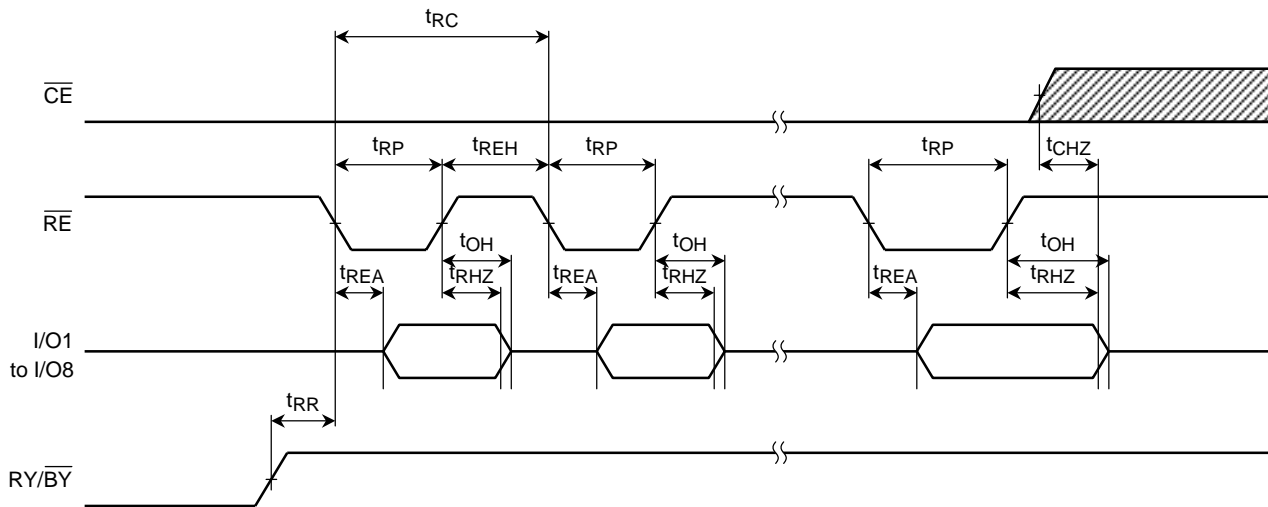 tRC
CE
tRP tREH tRP tRP tCHZ
RE
tOH tOH tOH
tREA tRHZ tREA tRHZ tREA tRHZ
I/O1
to I/O8
tRR
RY/BY